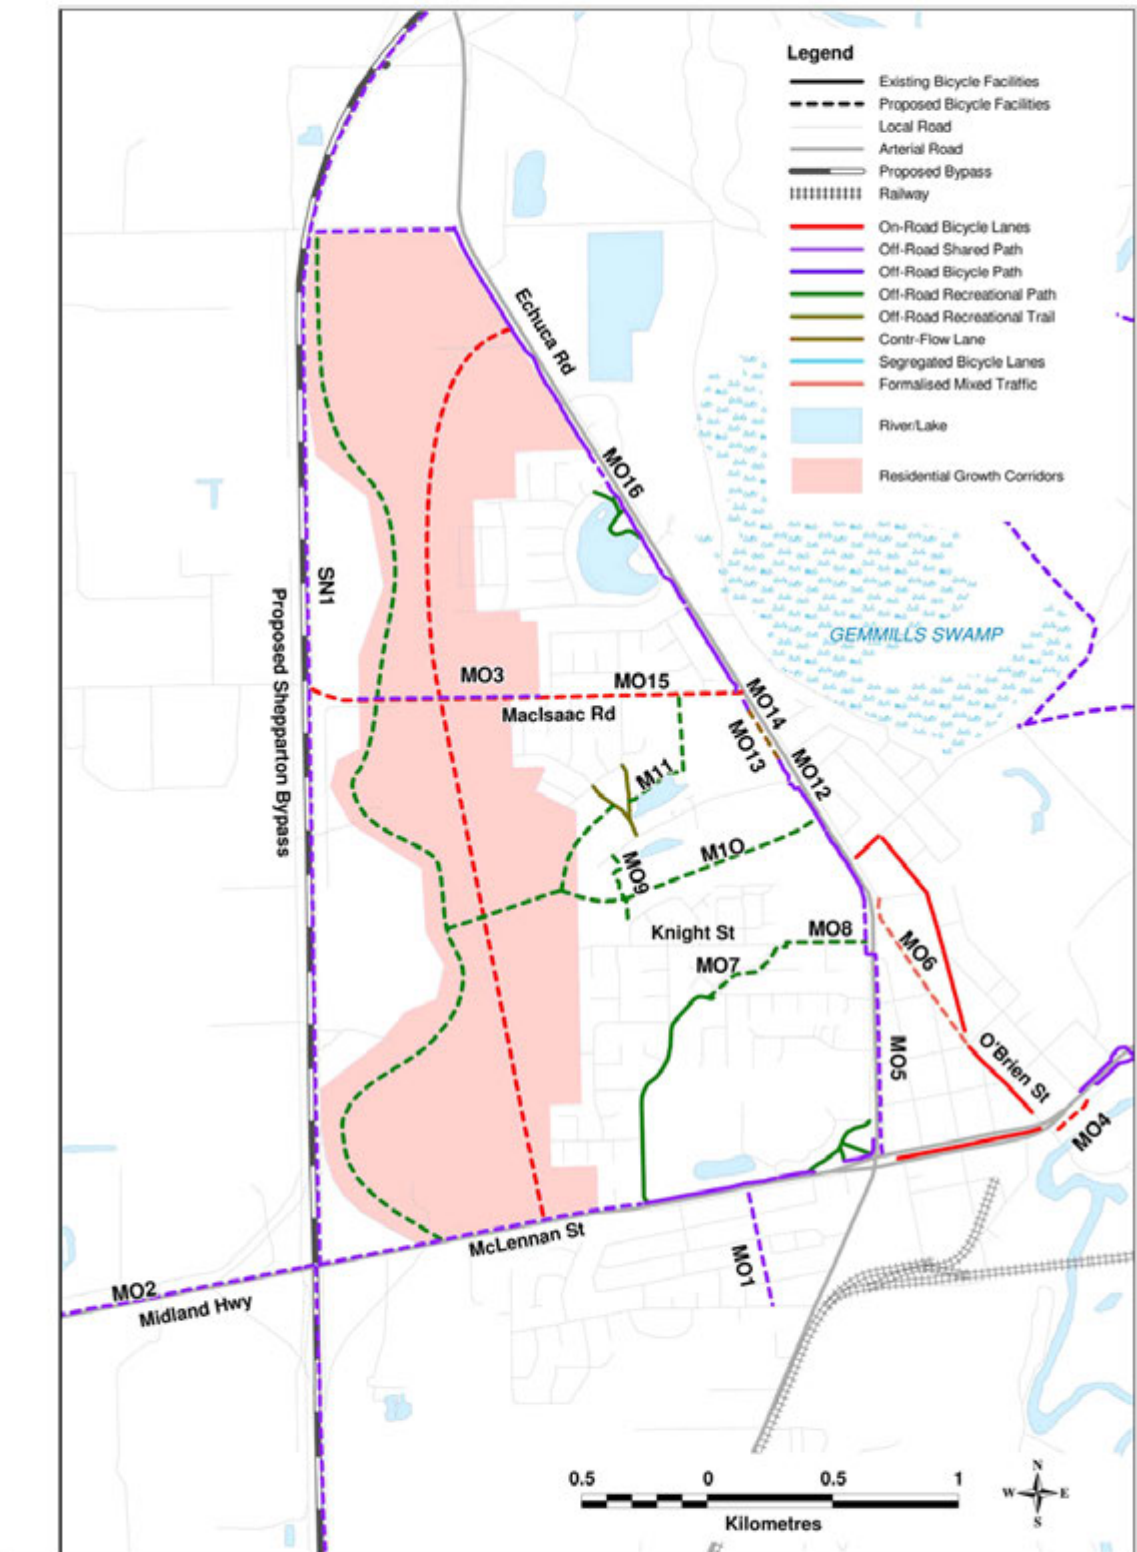 Legend
Existing Bicycle Facilities
Proposed Bicycle Facilities
Local Road
Arterial Road
Proposed Bypass
Railway
On-Road Bicycle Lanes
Off-Road Shared Path
Off-Road Bicycle Path
Off-Road Recreational Path
Off-Road Recreational Trail
Contr-Flow Lane
Segregated Bicycle Lanes
Formalised Mixed Traffic
River/Lake
Residential Growth Corridors
Echuca Rd
MO16
SN1
Proposed Shepparton Bypass
GEMMILLS SWAMP
MO3
MO15
MacIsaac Rd
MO14
MO13
MO12
M11
M1O
MO9
Knight St
MO8
MO7
MO6
MO5
O'Brien St
MO4
McLennan St
MO1
MO2
Midland Hwy
0.5
0
0.5
1
Kilometres
N
W
E
S